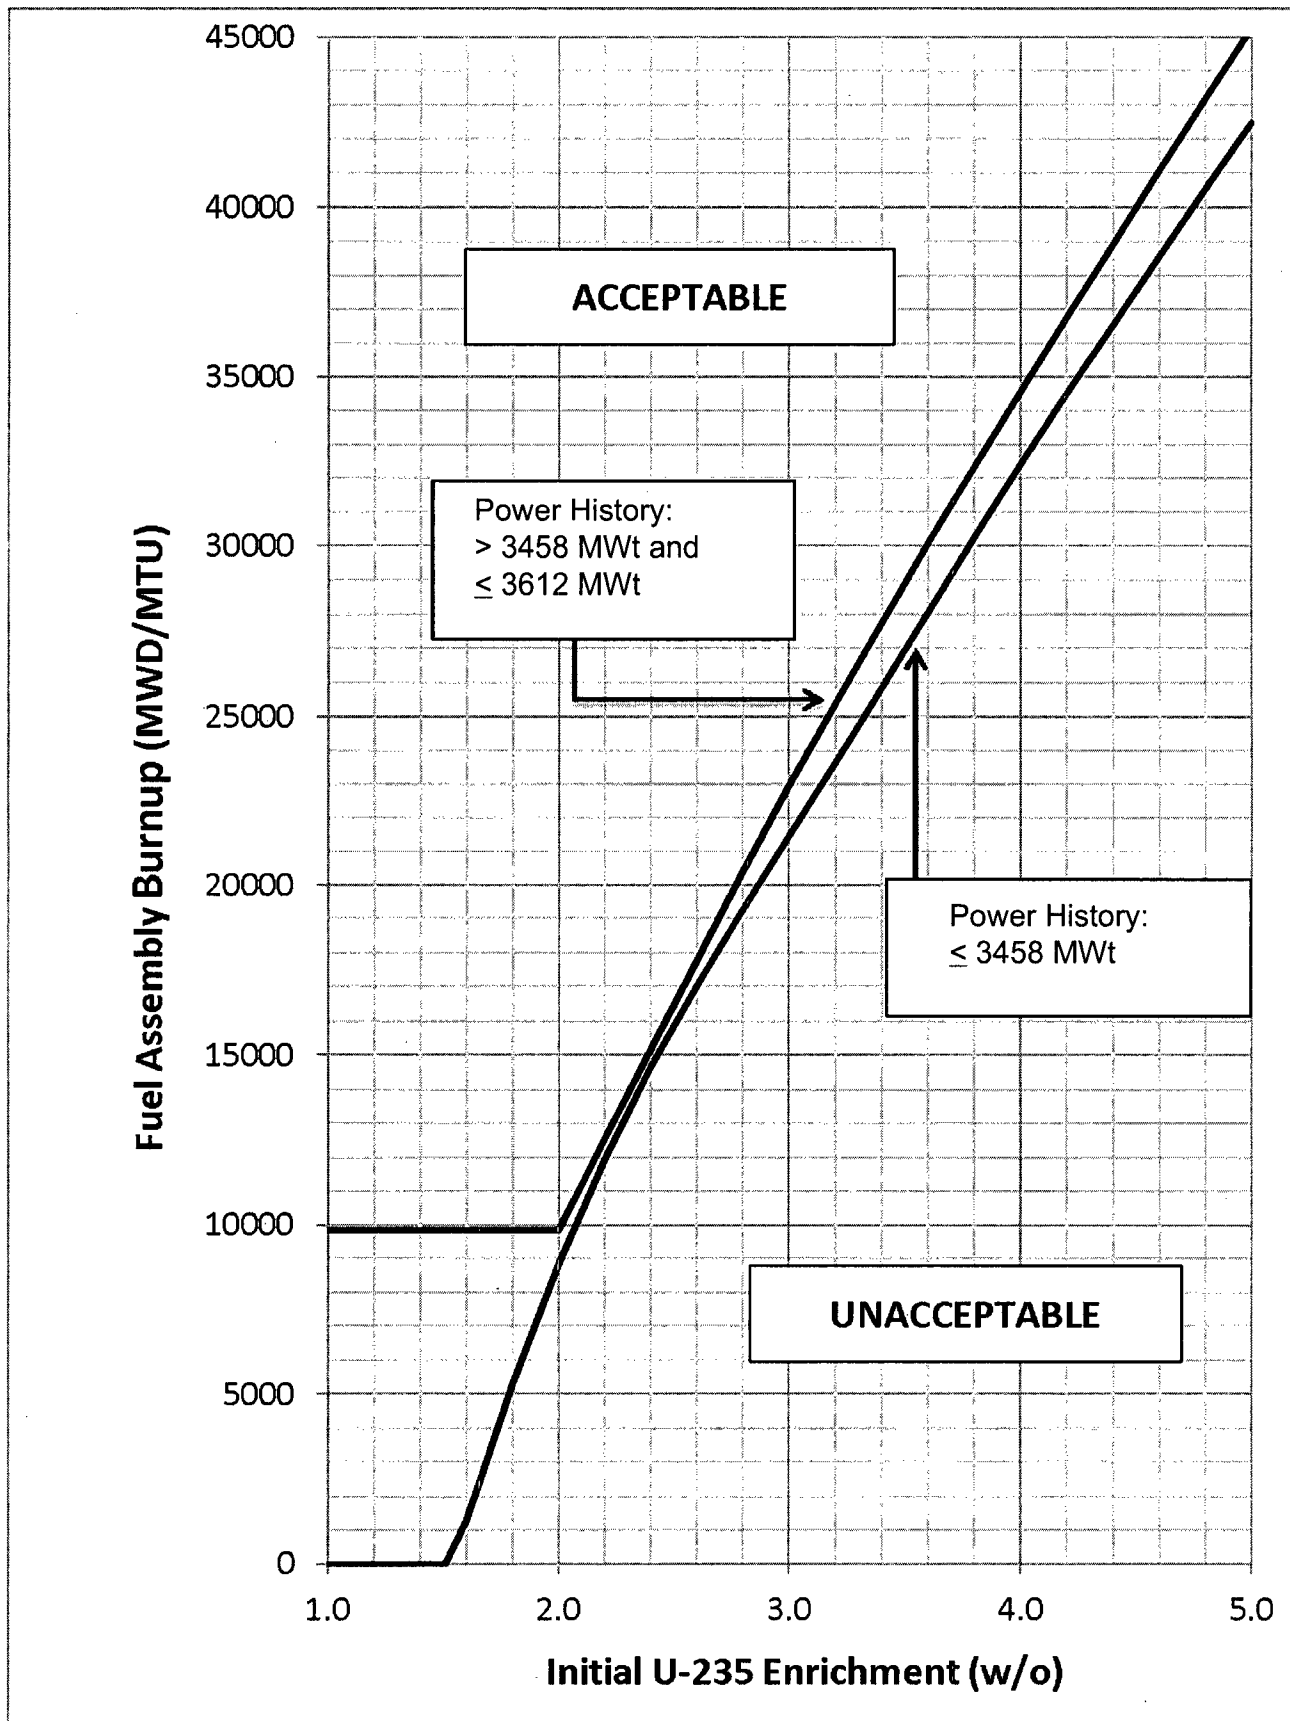 45000
40000
35000
30000
25000
20000
15000
10000
5000
0
Fuel Assembly Burnup (MWD/MTU)
ACCEPTABLE
Power History:
> 3458 MWt and
≤ 3612 MWt
Power History:
≤ 3458 MWt
UNACCEPTABLE
1.0 2.0 3.0 4.0 5.0
Initial U-235 Enrichment (w/o)